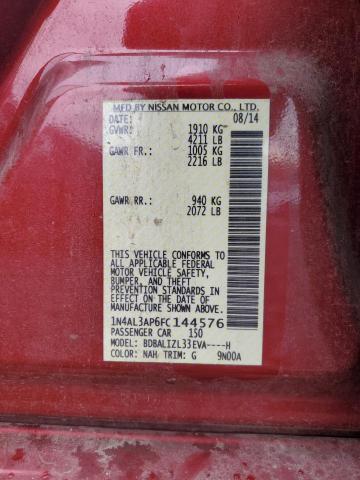 MFD BY NISSAN MOTOR CO., LTD.
DATE: 08/14
GVWR: 1910 KG
4211 LB
GAWR FR.: 1005 KG
2216 LB
GAWR RR.: 940 KG
2072 LB
THIS VEHICLE CONFORMS TO
ALL APPLICABLE FEDERAL
MOTOR VEHICLE SAFETY,
BUMPER, AND THEFT
PREVENTION STANDARDS
IN EFFECT ON THE DATE OF
MANUFACTURE SHOWN ABOVE.
1N4AL3AP6FC144576
PASSENGER CAR 150
MODEL: BDBALIZL33EVA----H
COLOR: NAH TRIM: G 9N00A